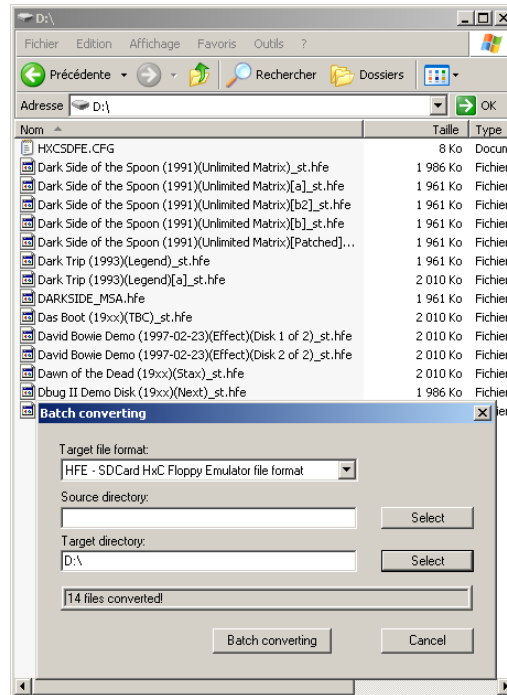 D:\
Fichier Edition Affichage Favoris Outils ?
Précédente Rechercher Dossiers
Adresse D:\ OK
Nom Taille Type
HXCSDFE.CFG 8 Ko Docum
Dark Side of the Spoon (1991)(Unlimited Matrix)_st.hfe 1 986 Ko Fichier
Dark Side of the Spoon (1991)(Unlimited Matrix)[a]_st.hfe 1 961 Ko Fichier
Dark Side of the Spoon (1991)(Unlimited Matrix)[b2]_st.hfe 1 961 Ko Fichier
Dark Side of the Spoon (1991)(Unlimited Matrix)[b]_st.hfe 1 961 Ko Fichier
Dark Side of the Spoon (1991)(Unlimited Matrix)[Patched]... 1 961 Ko Fichier
Dark Trip (1993)(Legend)_st.hfe 1 961 Ko Fichier
Dark Trip (1993)(Legend)[a]_st.hfe 2 010 Ko Fichier
DARKSIDE_MSA.hfe 1 961 Ko Fichier
Das Boot (19xx)(TBC)_st.hfe 2 010 Ko Fichier
David Bowie Demo (1997-02-23)(Effect)(Disk 1 of 2)_st.hfe 2 010 Ko Fichier
David Bowie Demo (1997-02-23)(Effect)(Disk 2 of 2)_st.hfe 2 010 Ko Fichier
Dawn of the Dead (19xx)(Stax)_st.hfe 2 010 Ko Fichier
Dbug II Demo Disk (19xx)(Next)_st.hfe 1 986 Ko Fichier
Batch converting
Target file format:
HFE - SDCard HxC Floppy Emulator file format
Source directory:
Select
Target directory:
D:\ Select
14 files converted!
Batch converting Cancel